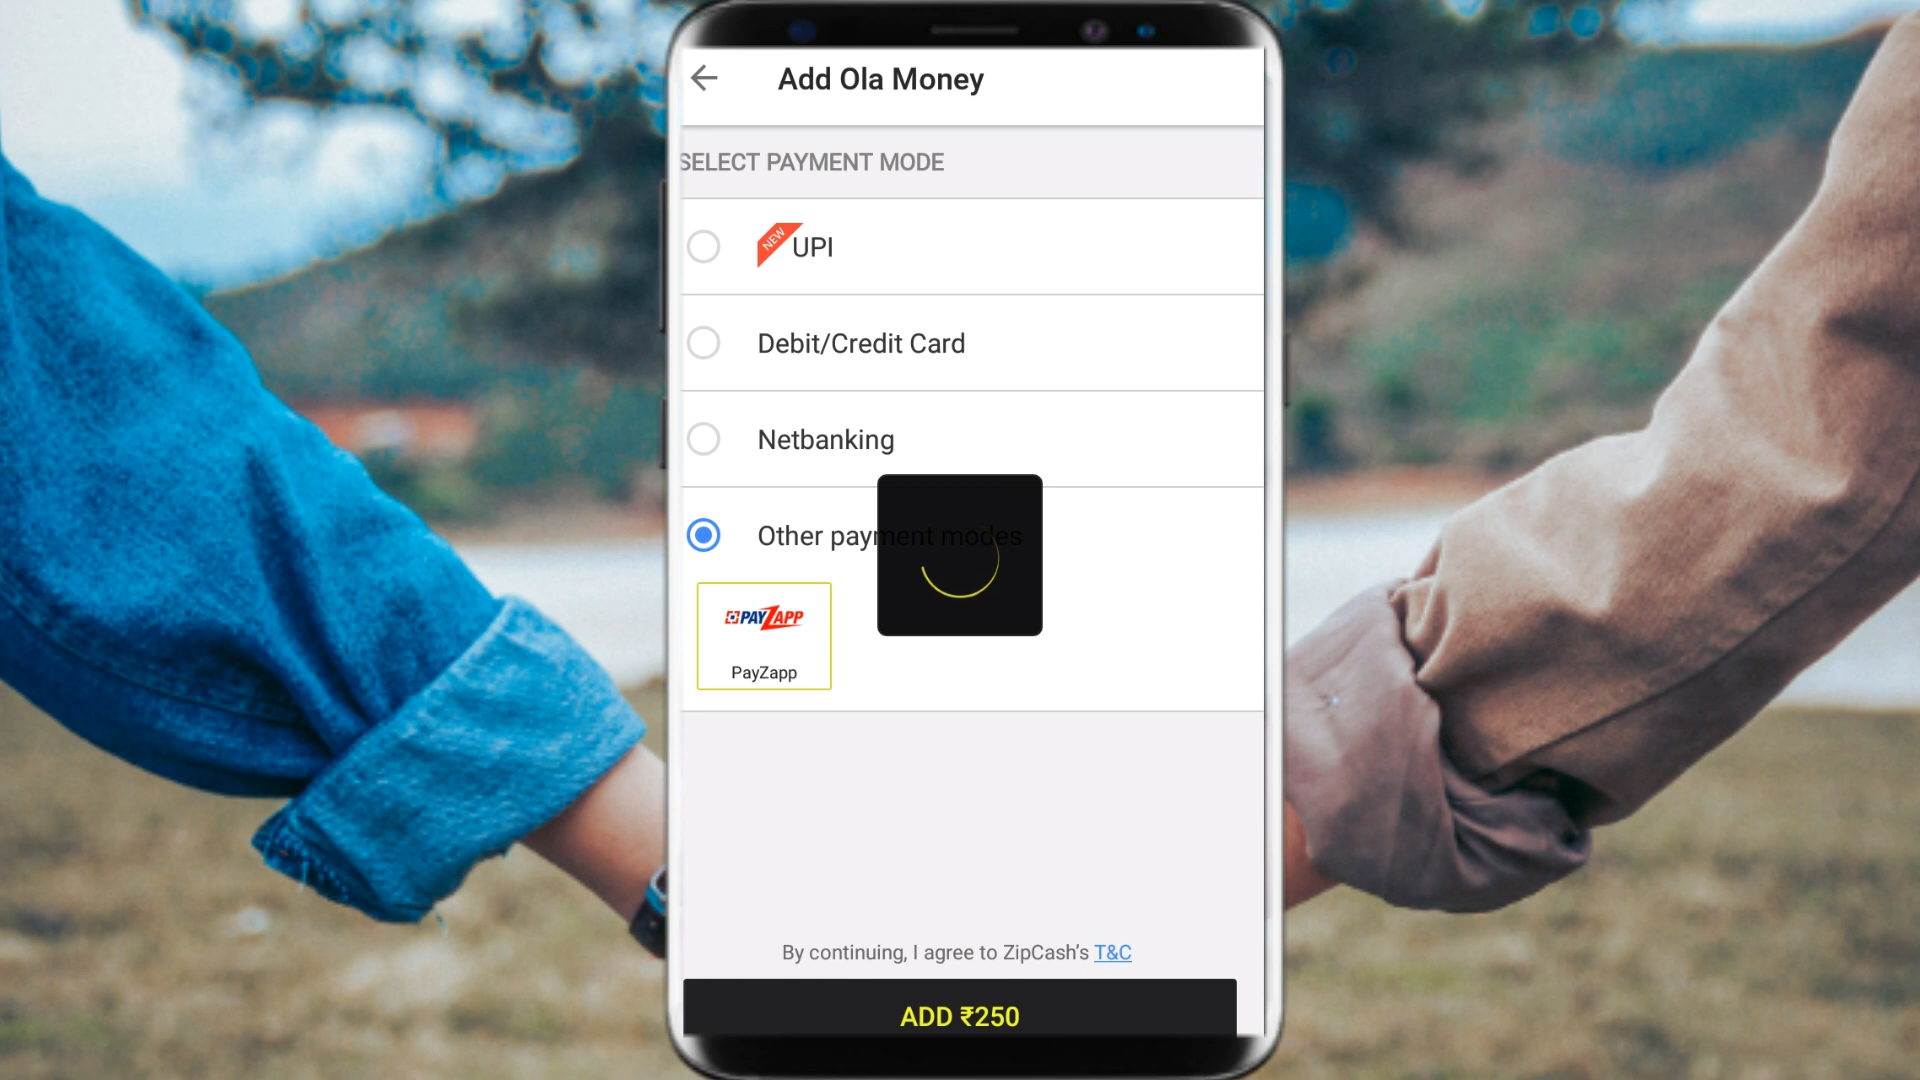 Add Ola Money
SELECT PAYMENT MODE
NEW UPI
Debit/Credit Card
Netbanking
Other payment modes
PAYZAPP
PayZapp
By continuing, I agree to ZipCash's T&C
ADD ₹250